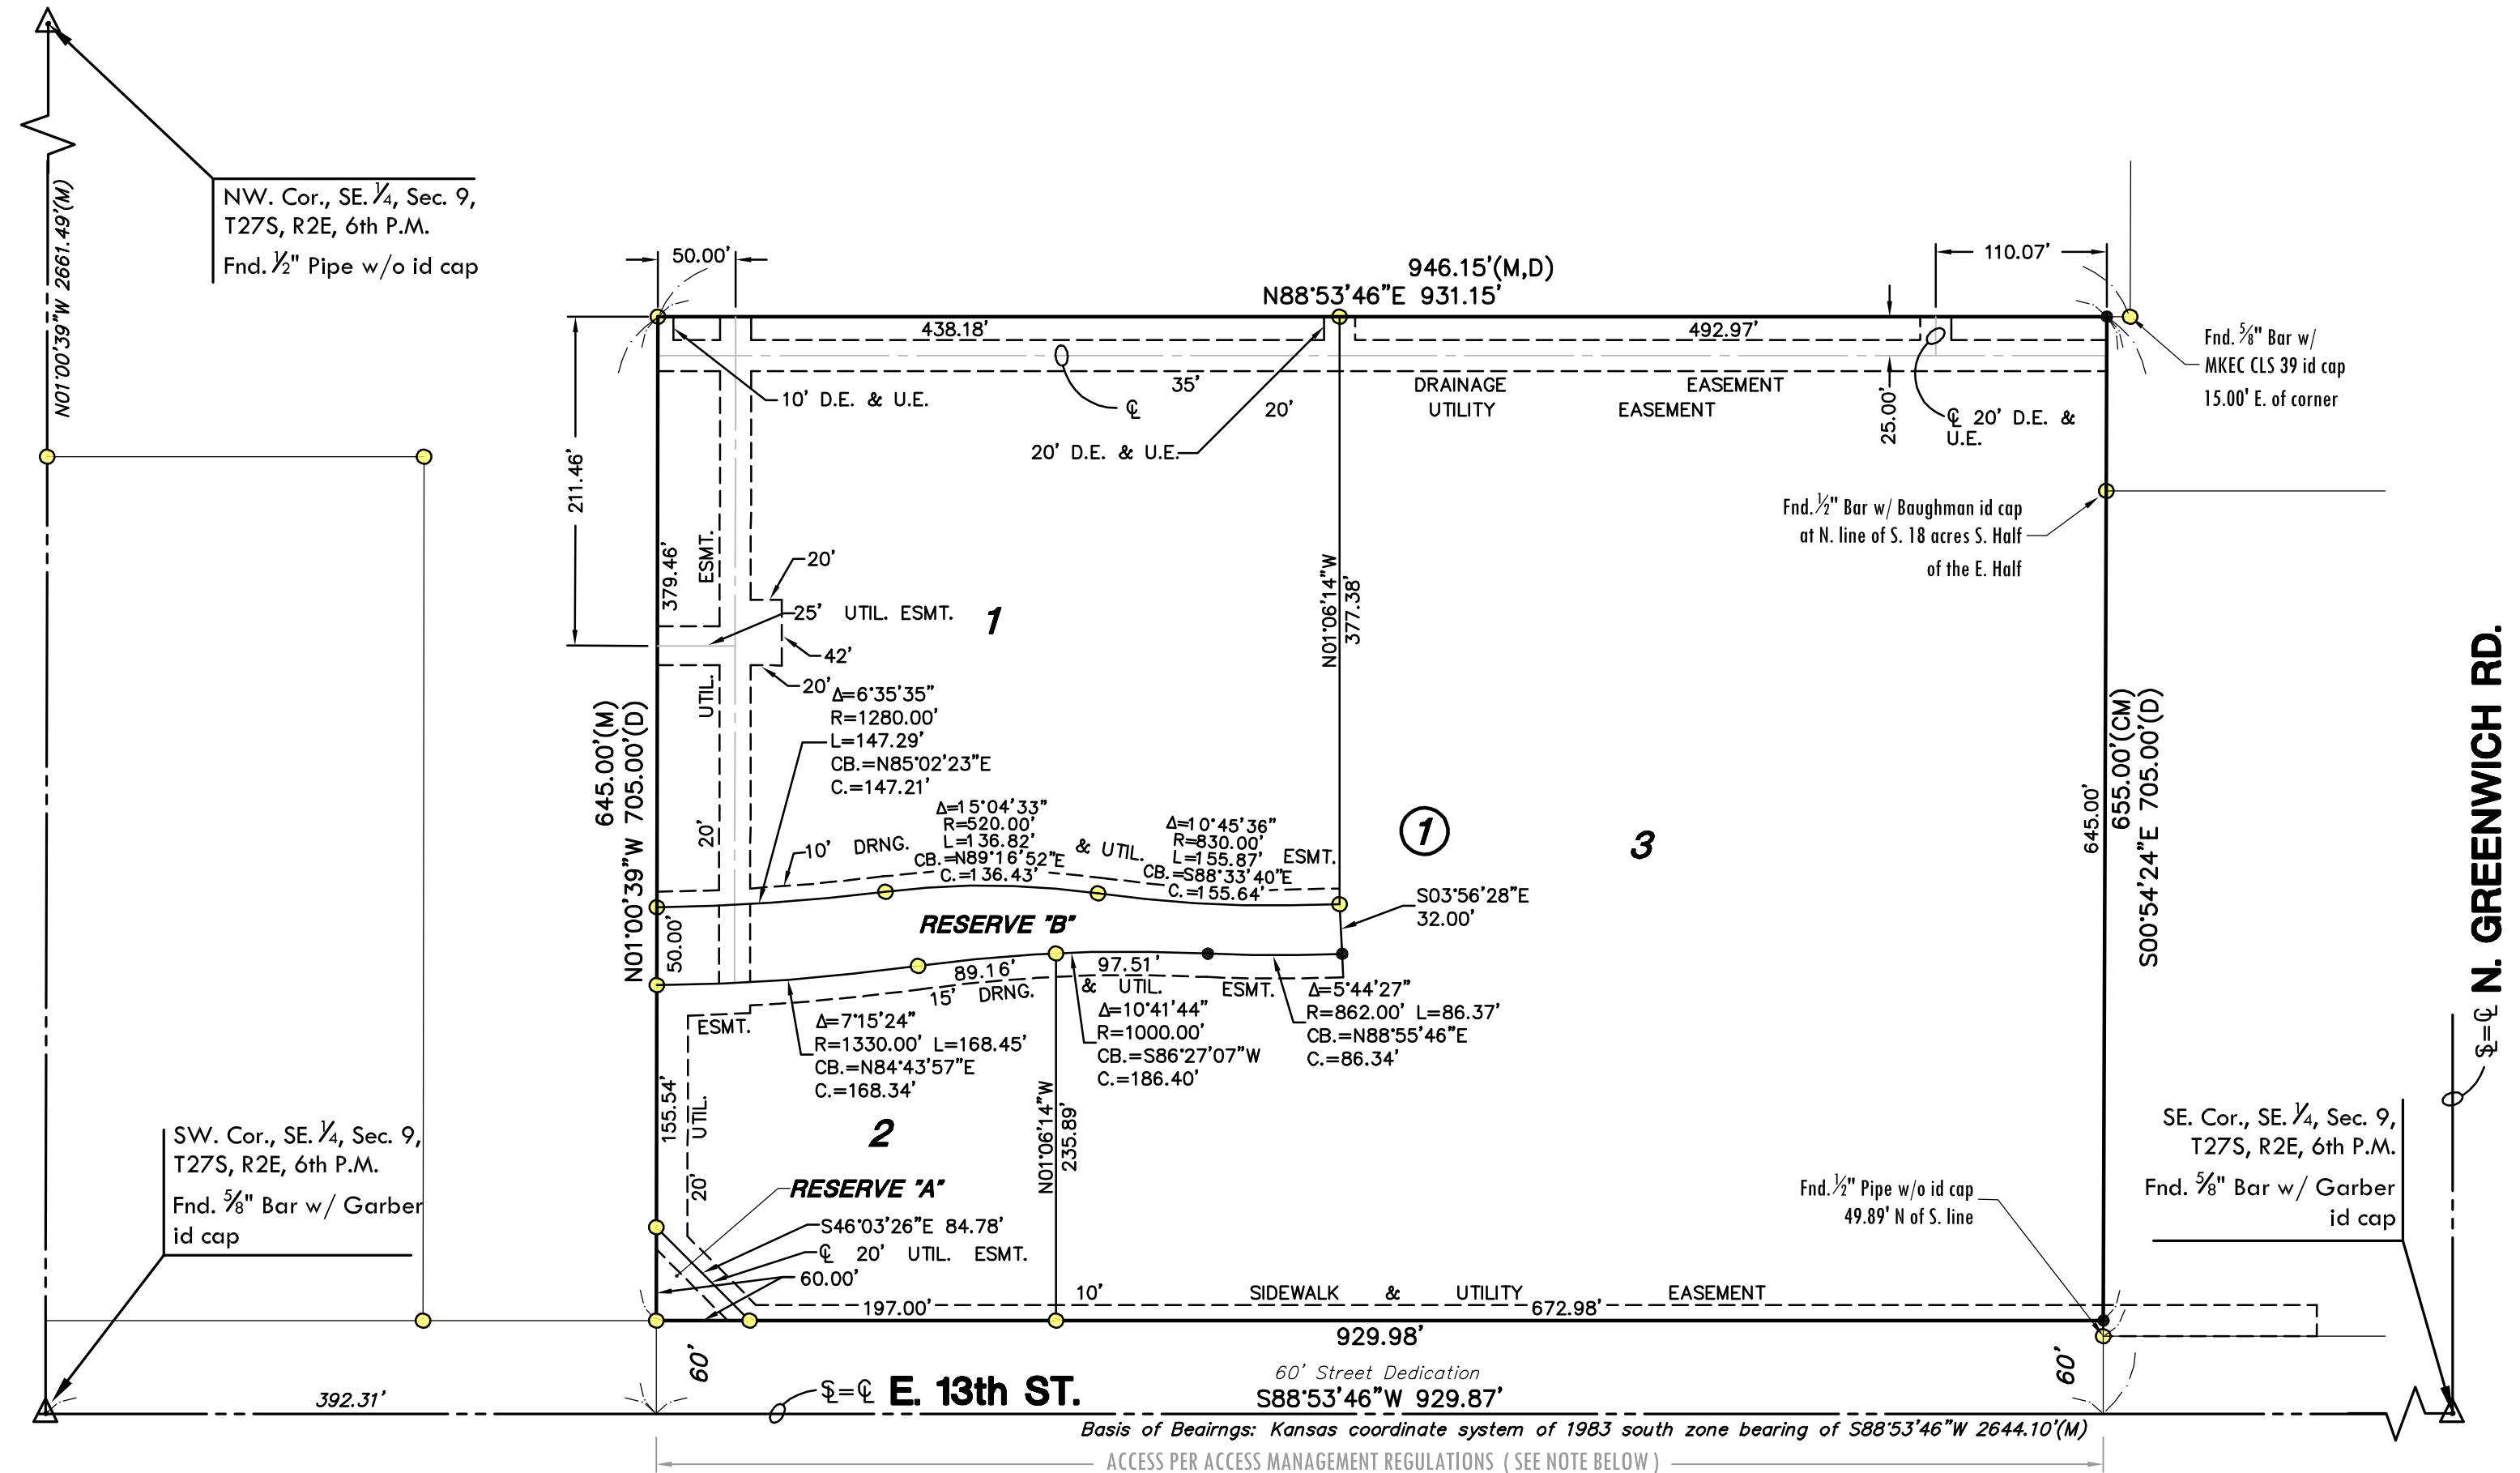 N01°00'39"W 2661.49'(M)
NW. Cor., SE. 1/4, Sec. 9,
T27S, R2E, 6th P.M.
Fnd. 1/2" Pipe w/o id cap
50.00'
946.15'(M,D)
N88°53'46"E 931.15'
110.07'
438.18'
492.97'
Fnd. 5/8" Bar w/
MKEC CLS 39 id cap
15.00' E. of corner
10' D.E. & U.E.
℄
35'
DRAINAGE EASEMENT
20'
UTILITY EASEMENT
25.00'
℄ 20' D.E. &
U.E.
20' D.E. & U.E.
211.46'
379.46'
ESMT.
UTIL.
20'
Fnd. 1/2" Bar w/ Baughman id cap
at N. line of S. 18 acres S. Half
of the E. Half
20'
25' UTIL. ESMT.
42'
20'
1
N01°06'14"W
377.38'
645.00'(M)
N01°00'39"W 705.00'(D)
Δ=6°35'35"
R=1280.00'
L=147.29'
CB.=N85°02'23"E
C.=147.21'
Δ=15°04'33"
R=520.00'
L=136.82'
CB.=N89°16'52"E
C.=136.43'
Δ=10°45'36"
R=830.00'
L=155.87'
CB.=S88°33'40"E
C.=155.64'
10' DRNG. & UTIL. ESMT.
1
3
645.00'
655.00'(CM)
S00°54'24"E 705.00'(D)
N. GREENWICH RD.
℄
S03°56'28"E
32.00'
RESERVE "B"
50.00'
89.16'
97.51'
15' DRNG. & UTIL. ESMT.
ESMT.
Δ=7°15'24"
R=1330.00' L=168.45'
CB.=N84°43'57"E
C.=168.34'
Δ=10°41'44"
R=1000.00'
CB.=S86°27'07"W
C.=186.40'
Δ=5°44'27"
R=862.00' L=86.37'
CB.=N88°55'46"E
C.=86.34'
155.54'
UTIL.
20'
2
N01°06'14"W
235.89'
SW. Cor., SE. 1/4, Sec. 9,
T27S, R2E, 6th P.M.
Fnd. 5/8" Bar w/ Garber
id cap
RESERVE "A"
S46°03'26"E 84.78'
℄ 20' UTIL. ESMT.
60.00'
SE. Cor., SE. 1/4, Sec. 9,
T27S, R2E, 6th P.M.
Fnd. 5/8" Bar w/ Garber
id cap
Fnd. 1/2" Pipe w/o id cap
49.89' N of S. line
10' SIDEWALK & UTILITY EASEMENT
197.00'
672.98'
929.98'
60'
60'
60' Street Dedication
392.31'
℄ E. 13th ST.
S88°53'46"W 929.87'
Basis of Beairngs: Kansas coordinate system of 1983 south zone bearing of S88°53'46"W 2644.10'(M)
ACCESS PER ACCESS MANAGEMENT REGULATIONS ( SEE NOTE BELOW )